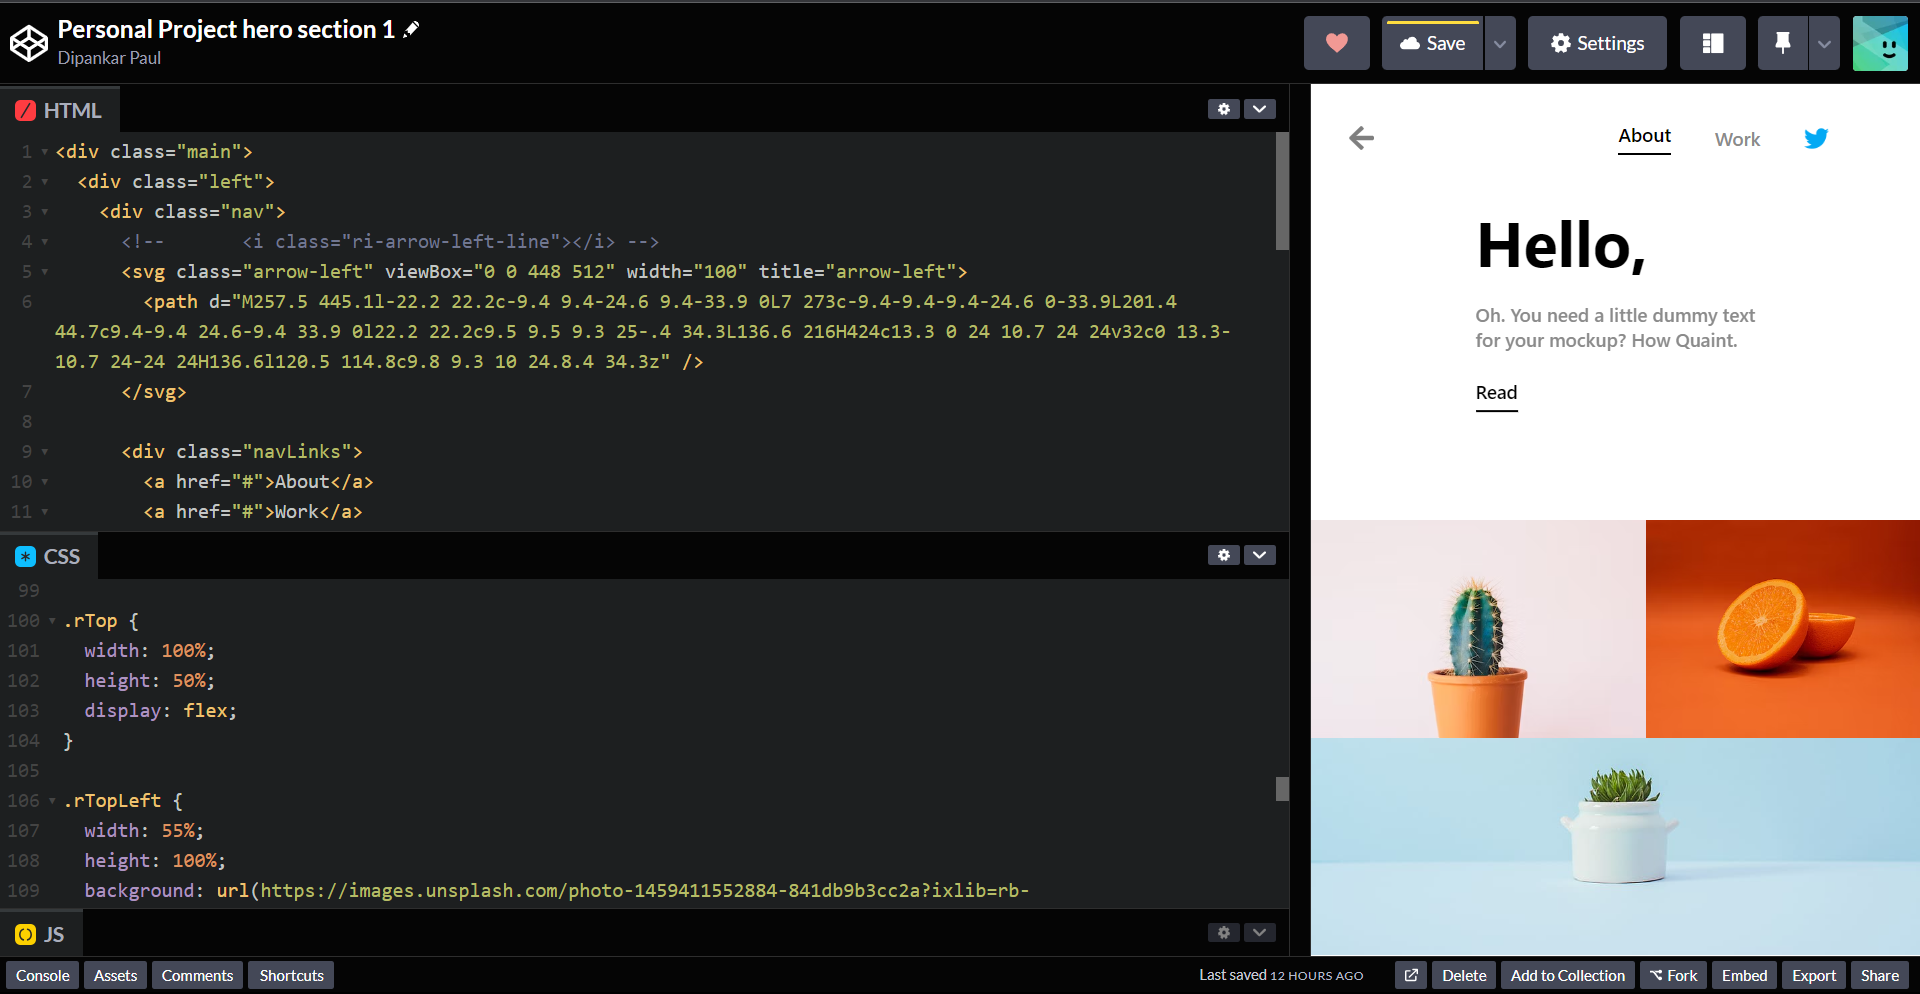 Personal Project hero section 1
Dipankar Paul
Save
Settings
HTML
1 <div class="main">
2 <div class="left">
3 <div class="nav">
4 <!-- <i class="ri-arrow-left-line"></i> -->
5 <svg class="arrow-left" viewBox="0 0 448 512" width="100" title="arrow-left">
6 <path d="M257.5 445.1l-22.2 22.2c-9.4 9.4-24.6 9.4-33.9 0L7 273c-9.4-9.4-9.4-24.6 0-33.9L201.4
44.7c9.4-9.4 24.6-9.4 33.9 0l22.2 22.2c9.5 9.5 9.3 25-.4 34.3L136.6 216H424c13.3 0 24 10.7 24 24v32c0 13.3-
10.7 24-24 24H136.6l120.5 114.8c9.8 9.3 10 24.8.4 34.3z" />
7 </svg>
8
9 <div class="navLinks">
10 <a href="#">About</a>
11 <a href="#">Work</a>
CSS
99
100 .rTop {
101 width: 100%;
102 height: 50%;
103 display: flex;
104 }
105
106 .rTopLeft {
107 width: 55%;
108 height: 100%;
109 background: url(https://images.unsplash.com/photo-1459411552884-841db9b3cc2a?ixlib=rb-
JS
About
Work
Hello,
Oh. You need a little dummy text
for your mockup? How Quaint.
Read
Console
Assets
Comments
Shortcuts
Last saved 12 HOURS AGO
Delete
Add to Collection
Fork
Embed
Export
Share